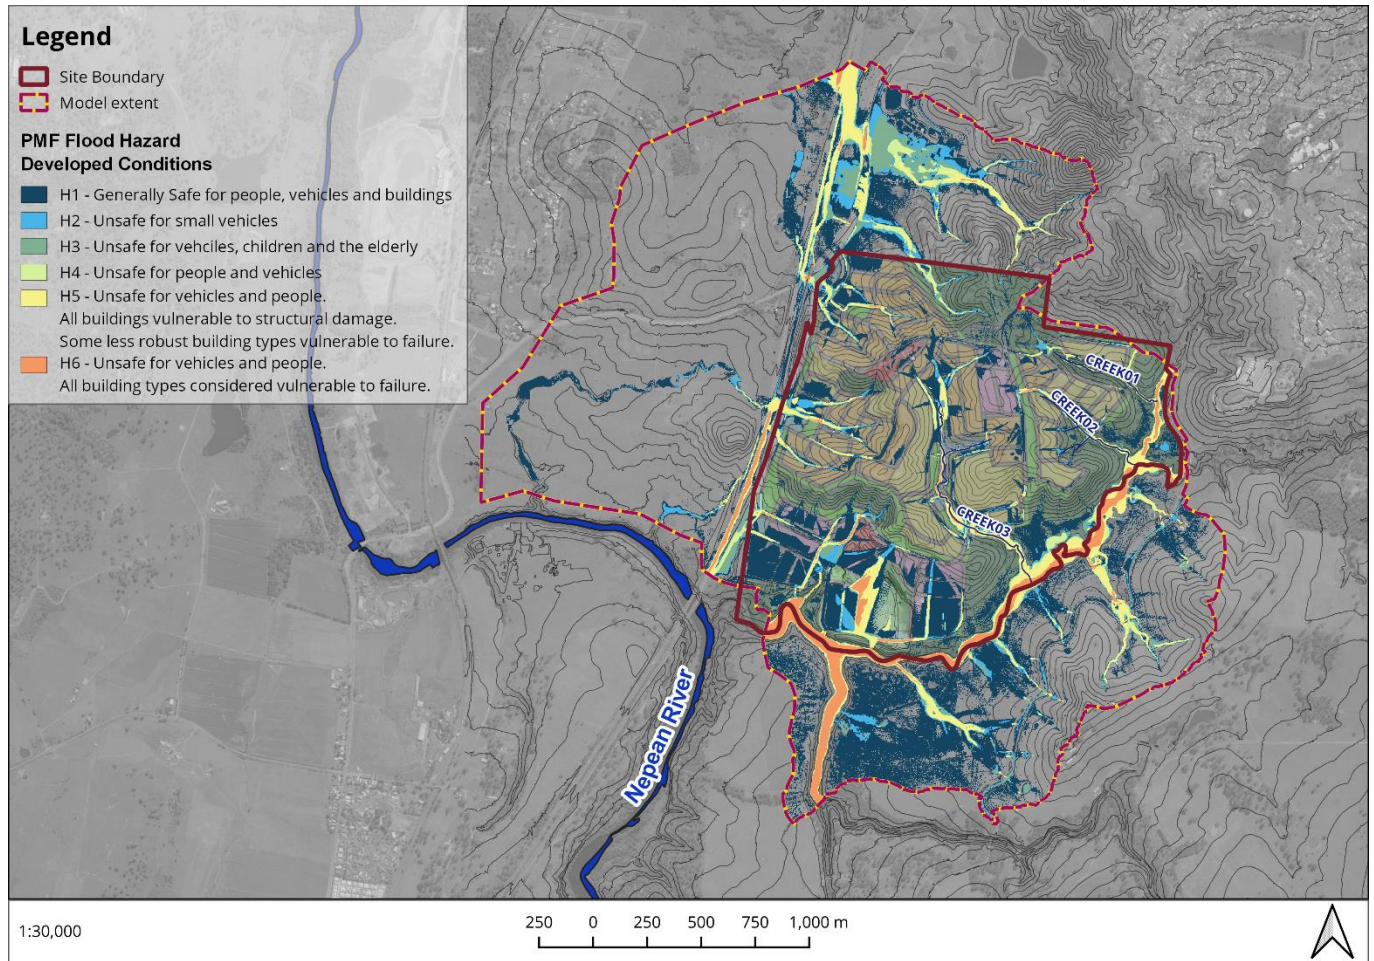 Legend
Site Boundary
Model extent
PMF Flood Hazard
Developed Conditions
H1 - Generally Safe for people, vehicles and buildings
H2 - Unsafe for small vehicles
H3 - Unsafe for vehciles, children and the elderly
H4 - Unsafe for people and vehicles
H5 - Unsafe for vehicles and people.
All buildings vulnerable to structural damage.
Some less robust building types vulnerable to failure.
H6 - Unsafe for vehicles and people.
All building types considered vulnerable to failure.
CREEK01
CREEK02
CREEK03
Nepean River
1:30,000
250 0 250 500 750 1,000 m